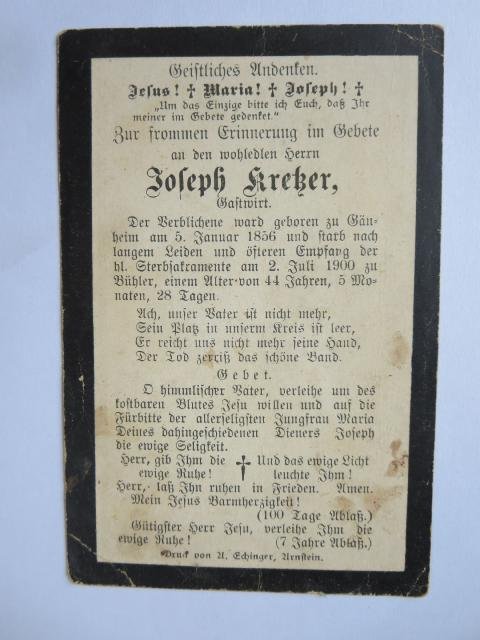 Geistliches Andenken.
Jesus! † Maria! † Joseph! †
„Um das Einzige bitte ich Euch, daß Ihr
meiner im Gebete gedenket."
Zur frommen Erinnerung im Gebete
an den wohledlen Herrn
Joseph Kretzer,
Gastwirt.
Der Verblichene ward geboren zu Gän-
heim am 5. Januar 1856 und starb nach
langem Leiden und öfteren Empfang der
hl. Sterbsakramente am 2. Juli 1900 zu
Bühler, einem Alter von 44 Jahren, 5 Mo-
naten, 28 Tagen.
Ach, unser Vater ist nicht mehr,
Sein Platz in unserm Kreis ist leer,
Er reicht uns nicht mehr seine Hand,
Der Tod zerriß das schöne Band.
Gebet.
O himmlischer Vater, verleihe um des
kostbaren Blutes Jesu willen und auf die
Fürbitte der allerseligsten Jungfrau Maria
Deines dahingeschiedenen Dieners Joseph
die ewige Seligkeit.
Herr, gib Ihm die † Und das ewige Licht
ewige Ruhe! leuchte Ihm!
Herr, laß Ihn ruhen in Frieden. Amen.
Mein Jesus Barmherzigkeit!
(100 Tage Ablaß.)
Gütigster Herr Jesu, verleihe Ihm die
ewige Ruhe! (7 Jahre Ablaß.)
Druck von A. Echinger, Arnstein.